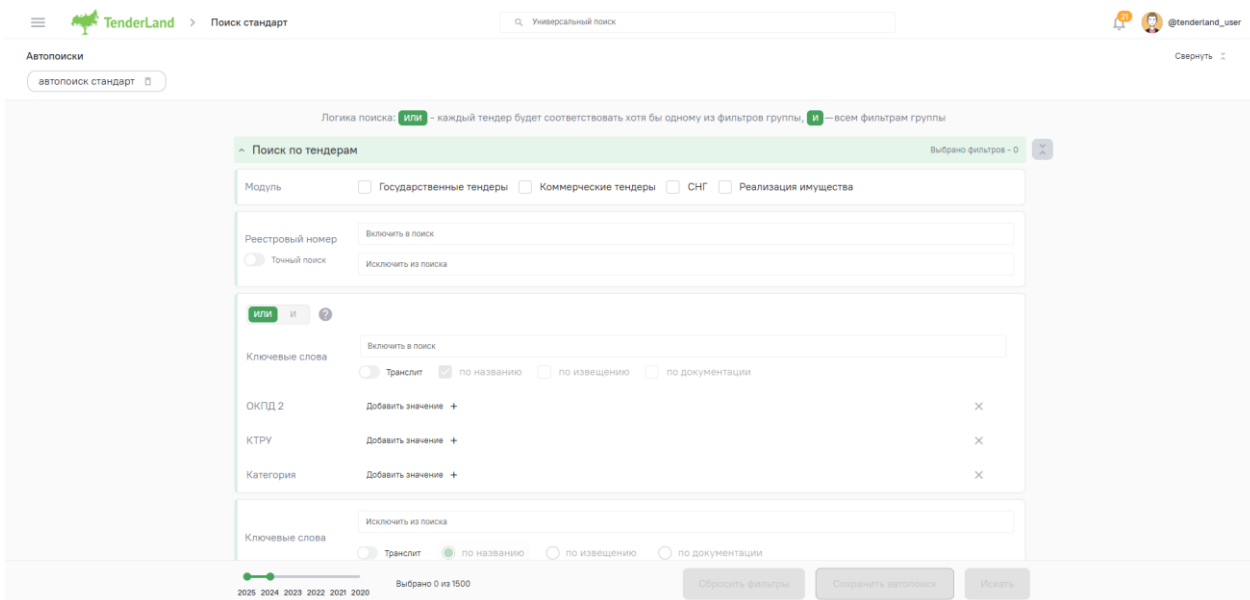 TenderLand > Поиск стандарт Универсальный поиск 21 @tenderland_user
Автопоиски Свернуть
автопоиск стандарт
Логика поиска: ИЛИ - каждый тендер будет соответствовать хотя бы одному из фильтров группы, И —всем фильтрам группы
Поиск по тендерам Выбрано фильтров - 0
Модуль Государственные тендеры Коммерческие тендеры СНГ Реализация имущества
Включить в поиск
Реестровый номер
Точный поиск
Исключить из поиска
ИЛИ И ?
Включить в поиск
Ключевые слова
Транслит по названию по извещению по документации
ОКПД 2 Добавить значение +
КТРУ Добавить значение +
Категория Добавить значение +
Исключить из поиска
Ключевые слова
Транслит по названию по извещению по документации
Выбрано 0 из 1500 Сбросить фильтры Сохранить автопоиск Искать
2025 2024 2023 2022 2021 2020